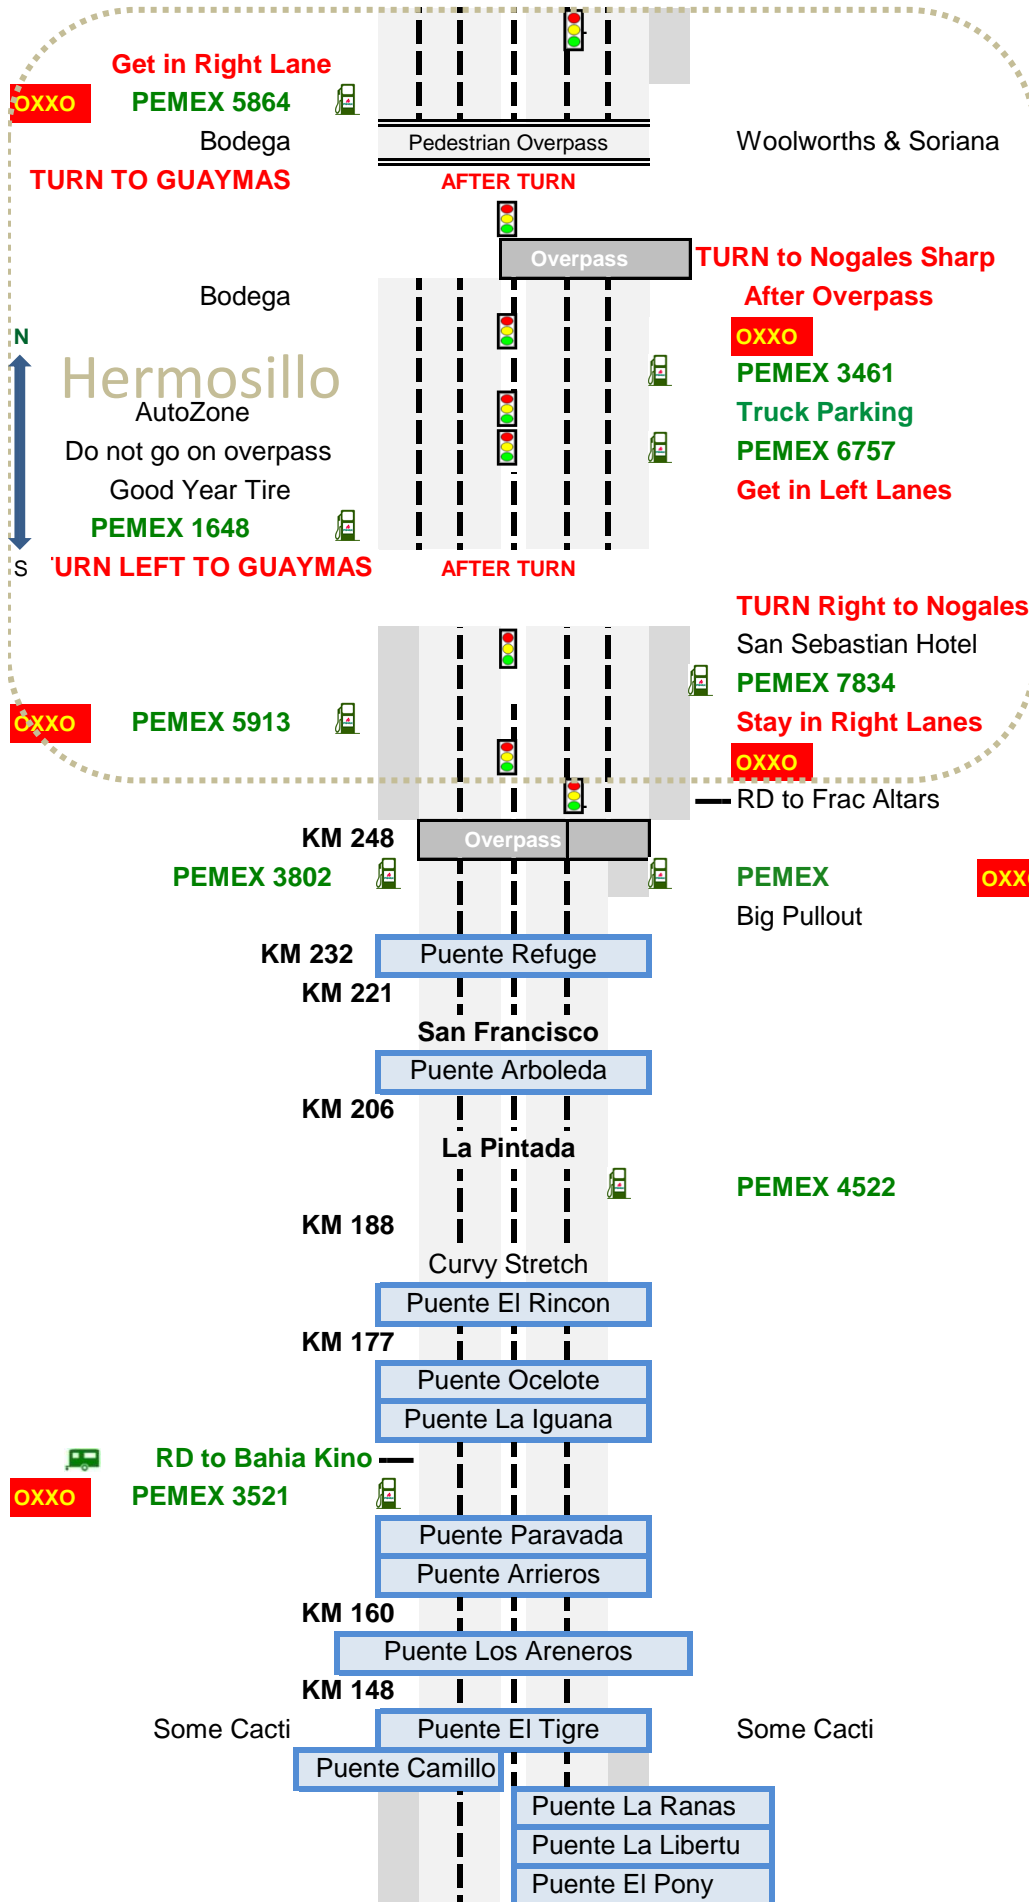 Get in Right Lane
OXXO PEMEX 5864
Bodega Pedestrian Overpass Woolworths & Soriana
TURN TO GUAYMAS AFTER TURN
Overpass TURN to Nogales Sharp
Bodega After Overpass
N OXXO
Hermosillo PEMEX 3461
AutoZone Truck Parking
Do not go on overpass PEMEX 6757
Good Year Tire Get in Left Lanes
PEMEX 1648
S URN LEFT TO GUAYMAS AFTER TURN
TURN Right to Nogales
San Sebastian Hotel
PEMEX 7834
OXXO PEMEX 5913 Stay in Right Lanes
OXXO
RD to Frac Altars
KM 248 Overpass
PEMEX 3802 PEMEX OXX
Big Pullout
KM 232 Puente Refuge
KM 221
San Francisco
Puente Arboleda
KM 206
La Pintada
PEMEX 4522
KM 188
Curvy Stretch
Puente El Rincon
KM 177
Puente Ocelote
Puente La Iguana
RD to Bahia Kino
OXXO PEMEX 3521
Puente Paravada
Puente Arrieros
KM 160
Puente Los Areneros
KM 148
Some Cacti Puente El Tigre Some Cacti
Puente Camillo
Puente La Ranas
Puente La Libertu
Puente El Pony